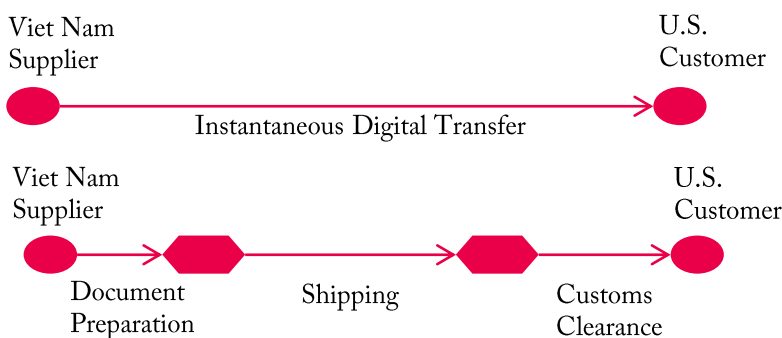 Viet Nam
Supplier
U.S.
Customer
Instantaneous Digital Transfer
Viet Nam
Supplier
U.S.
Customer
Document
Preparation
Shipping
Customs
Clearance